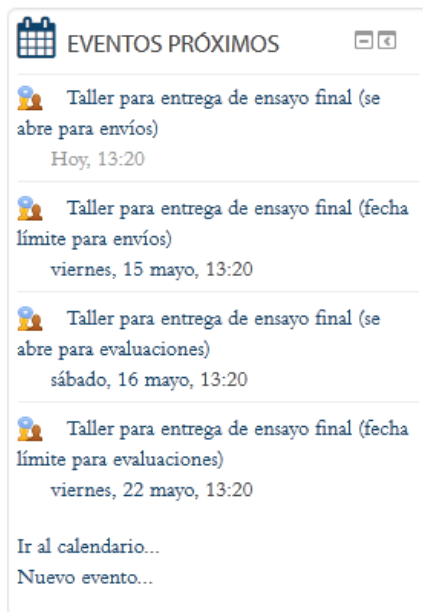 EVENTOS PRÓXIMOS
Taller para entrega de ensayo final (se
abre para envíos)
Hoy, 13:20
Taller para entrega de ensayo final (fecha
límite para envíos)
viernes, 15 mayo, 13:20
Taller para entrega de ensayo final (se
abre para evaluaciones)
sábado, 16 mayo, 13:20
Taller para entrega de ensayo final (fecha
límite para evaluaciones)
viernes, 22 mayo, 13:20
Ir al calendario...
Nuevo evento...